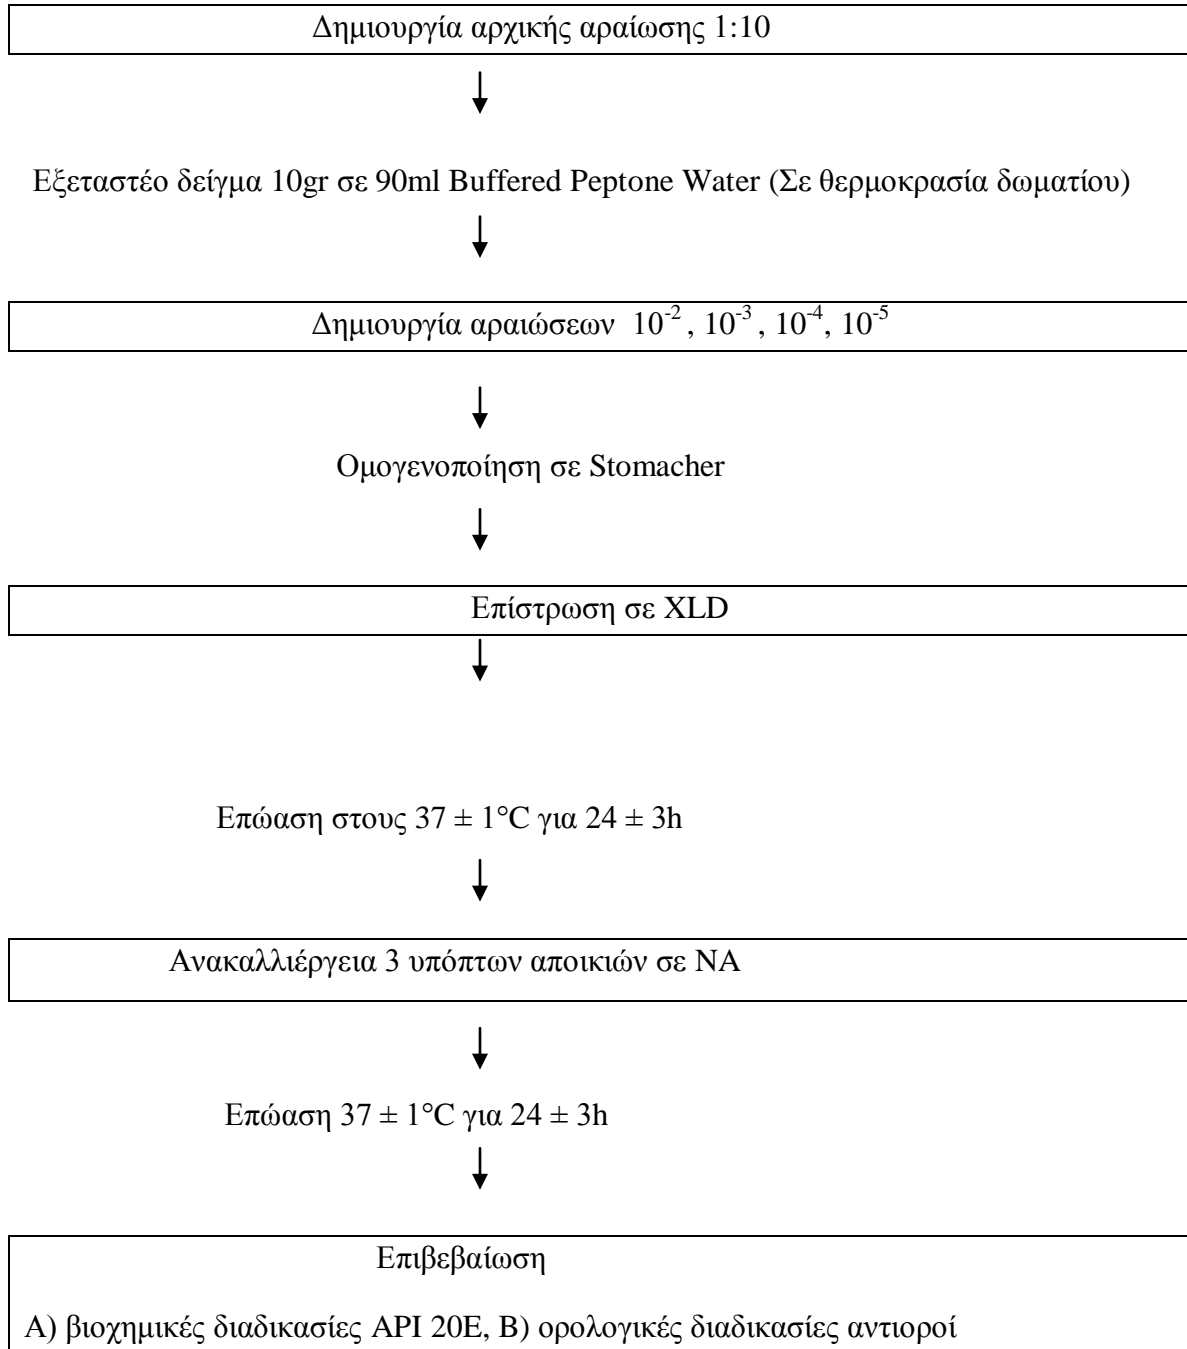 Δημιουργία αρχικής αραίωσης 1:10
Εξεταστέο δείγμα 10gr σε 90ml Buffered Peptone Water (Σε θερμοκρασία δωματίου)
Δημιουργία αραιώσεων 10⁻², 10⁻³, 10⁻⁴, 10⁻⁵
Ομογενοποίηση σε Stomacher
Επίστρωση σε XLD
Επώαση στους 37 ± 1°C για 24 ± 3h
Ανακαλλιέργεια 3 υπόπτων αποικιών σε NA
Επώαση 37 ± 1°C για 24 ± 3h
Επιβεβαίωση
Α) βιοχημικές διαδικασίες API 20E, Β) ορολογικές διαδικασίες αντιοροί